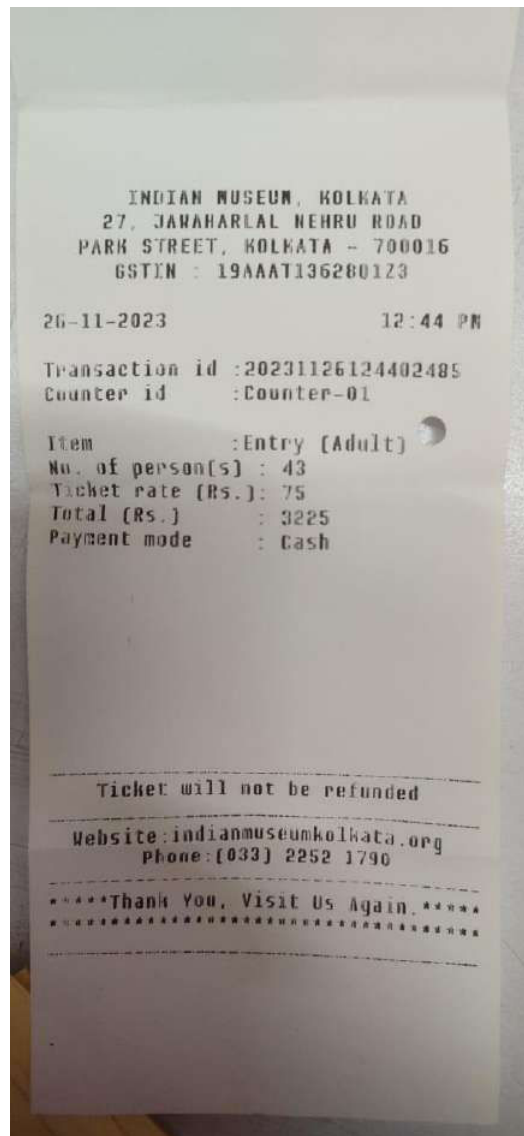 INDIAN MUSEUM, KOLKATA
27, JAWAHARLAL NEHRU ROAD
PARK STREET, KOLKATA - 700016
GSTIN : 19AAAT1362801Z3
26-11-2023 12:44 PM
Transaction id :20231126124402485
Counter id :Counter-01
Item :Entry (Adult)
No. of person(s) : 43
Ticket rate (Rs.): 75
Total (Rs.) : 3225
Payment mode : Cash
Ticket will not be refunded
Website:indianmuseumkolkata.org
Phone:(033) 2252 1790
*****Thank You, Visit Us Again.*****
************************************